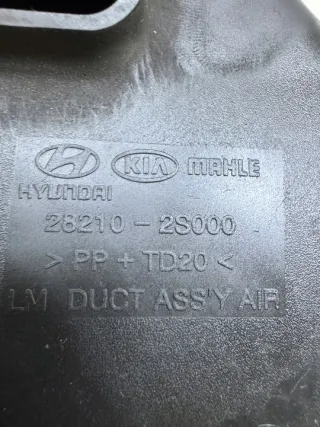 KIA MAHLE
HYUNDAI
28210-2S000
> PP + TD20 <
LM DUCT ASS'Y AIR